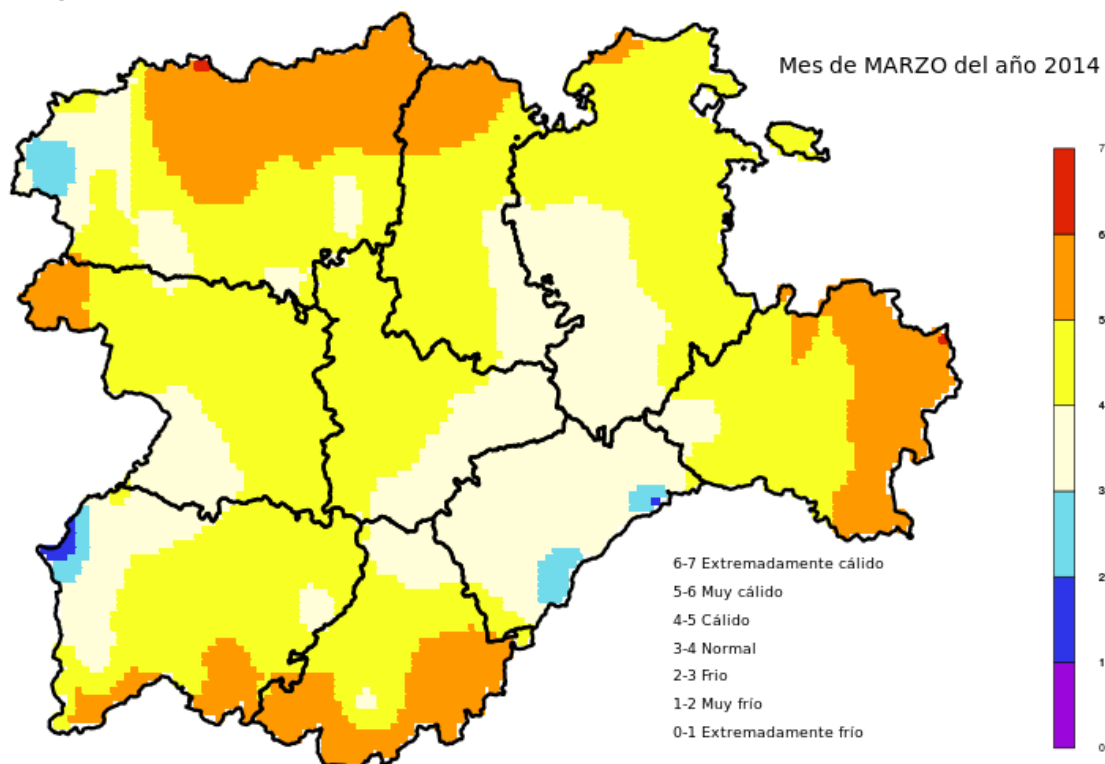 Mes de MARZO del año 2014
7
6
5
4
3
2
1
0
6-7 Extremadamente cálido
5-6 Muy cálido
4-5 Cálido
3-4 Normal
2-3 Frio
1-2 Muy frío
0-1 Extremadamente frío